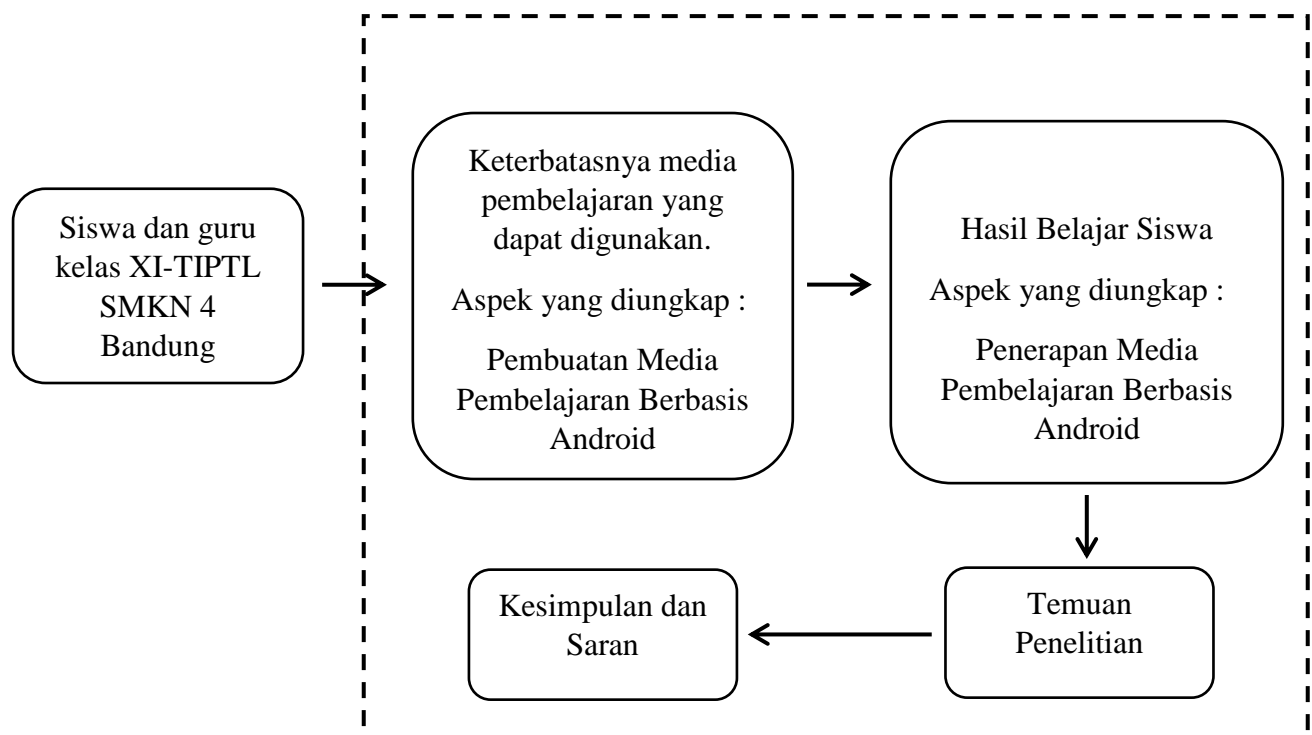 Siswa dan guru
kelas XI-TIPTL
SMKN 4
Bandung
Keterbatasnya media
pembelajaran yang
dapat digunakan.
Aspek yang diungkap :
Pembuatan Media
Pembelajaran Berbasis
Android
Hasil Belajar Siswa
Aspek yang diungkap :
Penerapan Media
Pembelajaran Berbasis
Android
Temuan
Penelitian
Kesimpulan dan
Saran